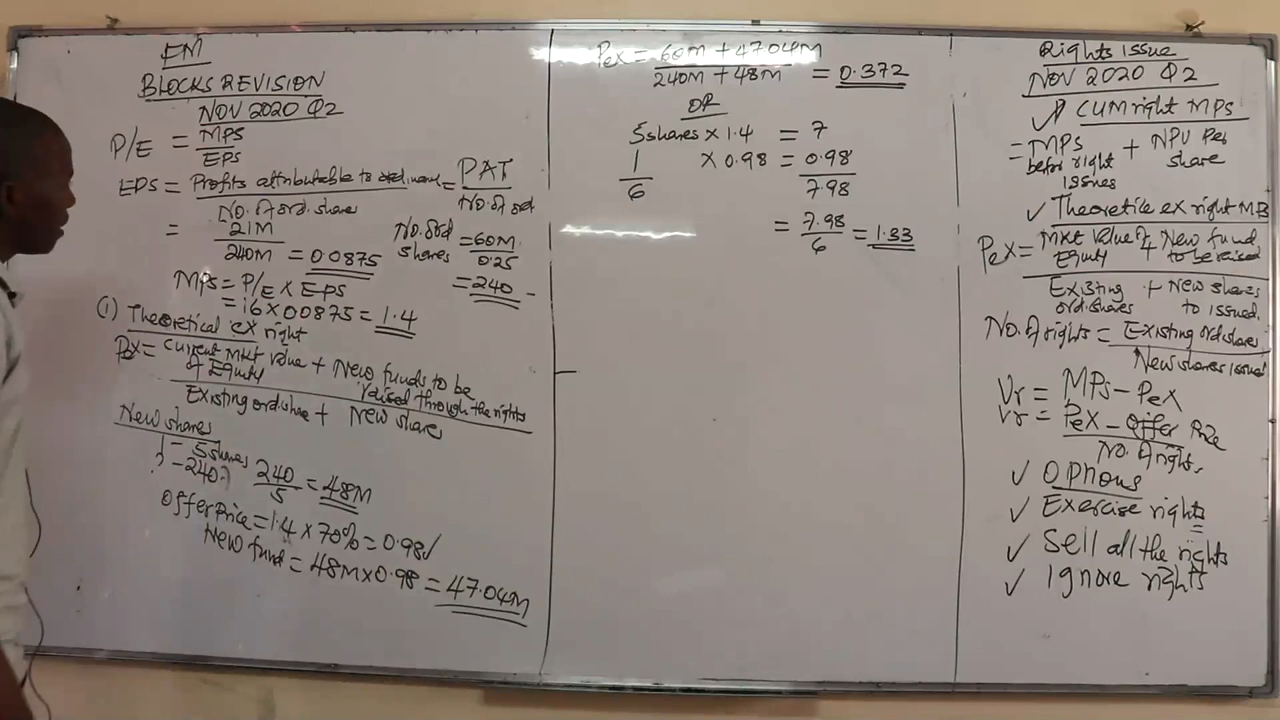 FM
BLOCKS REVISION
NOV 2020 Q2
P/E = MPS
EPS
EPS = Profits attributable to = PAT
No. of ord. share No. of ord
= 21M
240M = 0.0875
No. ord shares = 60M
0.25
= 240
MPS = P/E x EPS
= 16 x 0.0875 = 1.4
(1) Theoretical ex right
Pex = Current Mkt Value of Equity + New funds to be raised through the rights
Existing ord share + New share
New shares
1 – 5 shares
? – 240?
240
5 = 48M
Offer Price = 1.4 x 70% = 0.98 ✓
New fund = 48M x 0.98 = 47.04M
Pex = 60M + 47.04M
240M + 48M = 0.372
OR
5 shares x 1.4 = 7
1 x 0.98 = 0.98
6 7.98
= 7.98
6 = 1.33
Rights issue
NOV 2020 Q2
✓ CUM right MPS
= MPS before right issues + NPV Per share
✓ Theoretile ex right MB
Pex = Mkt Value of Equity + New fund to be raised
Existing ord. shares + New shares to issued.
No. of rights = Existing ord share
New shares issued
Vr = MPS – Pex
Vr = Pex – Offer Price
No. of rights.
✓ Options
✓ Exercise rights
✓ Sell all the rights
✓ Ignore rights